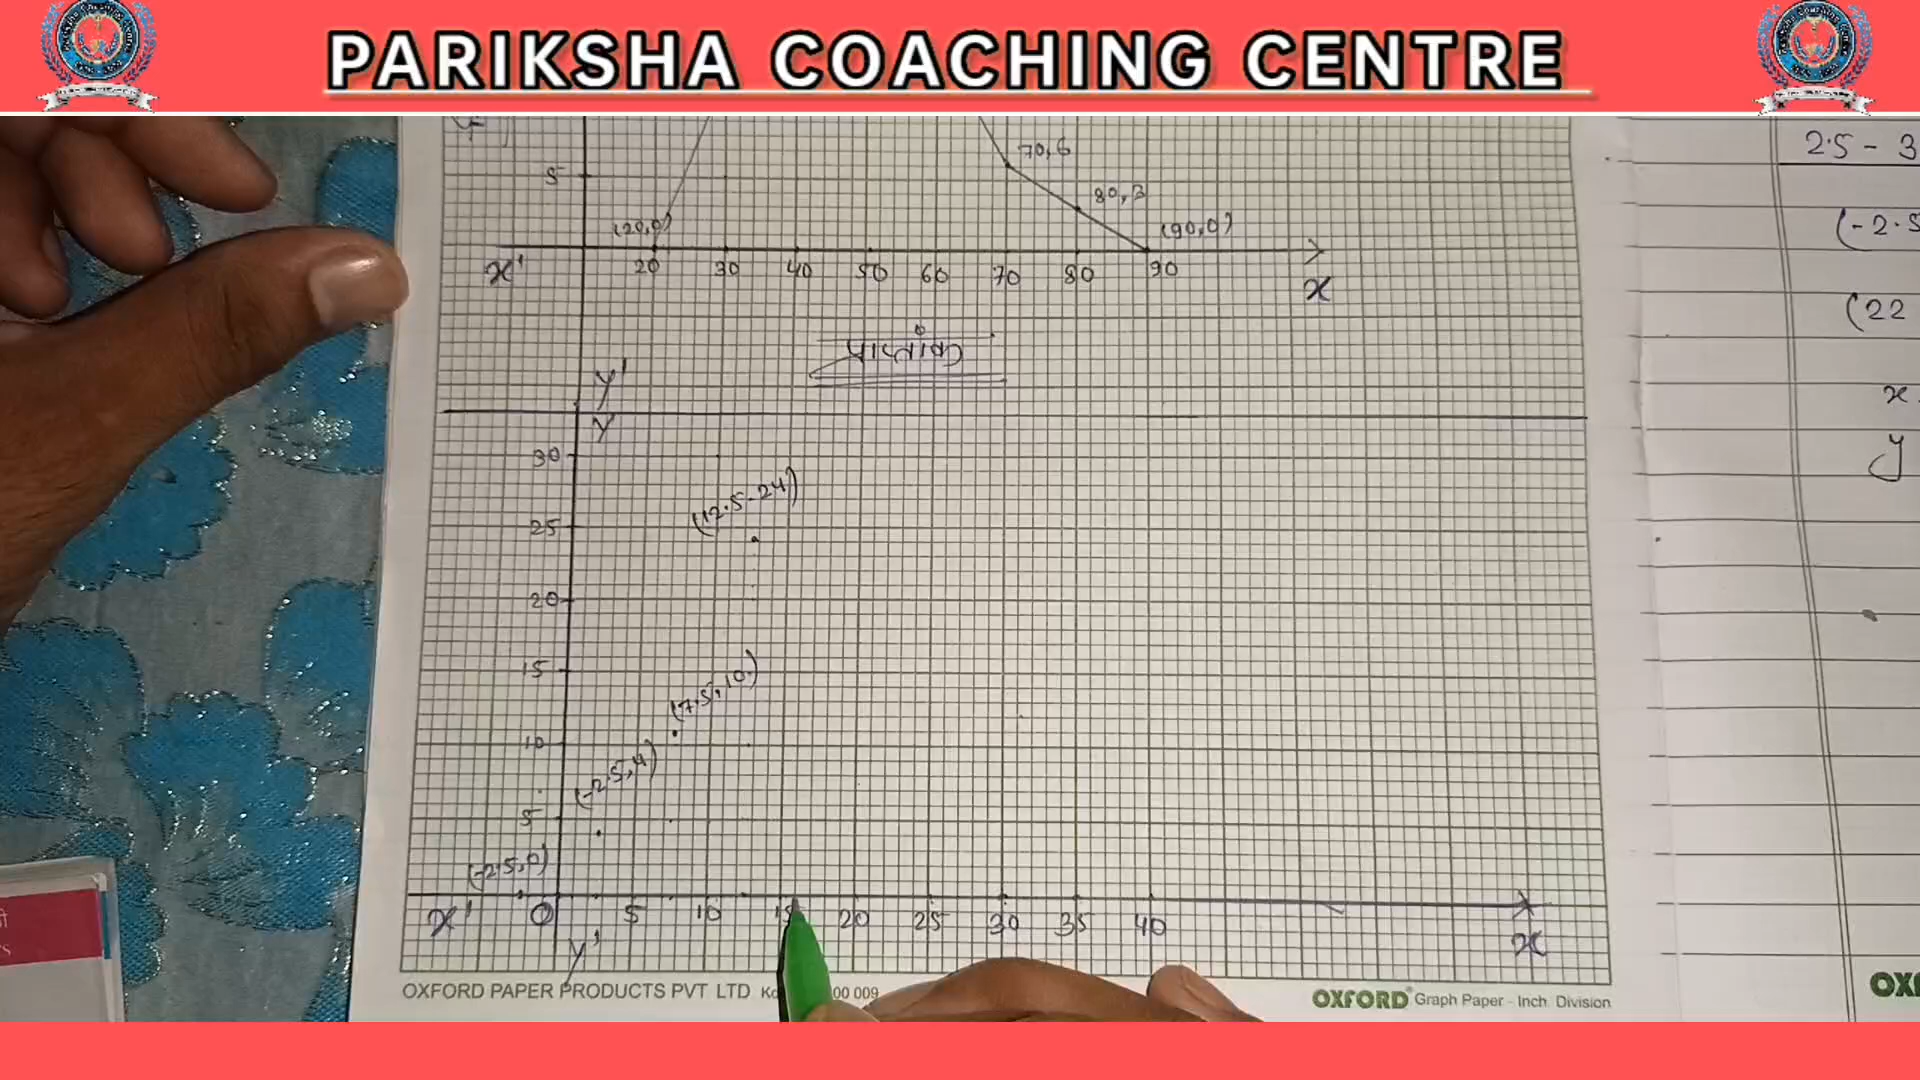 PARIKSHA COACHING CENTRE
2.5 - 3
70,6
5
80,3
(-2.5
(20,0)
(90,0)
x'
20 30 40 50 60 70 80 90
x
(22
प्राप्तांक
y'
x
y
30
y
(12.5-24)
25
20
15
(7.5,10)
10
(-2.5,4)
5
(-2.5,0)
x' 0 5 10 15 20 25 30 35 40
x
y'
OXFORD PAPER PRODUCTS PVT. LTD
00 009
OXFORD Graph Paper - Inch. Division